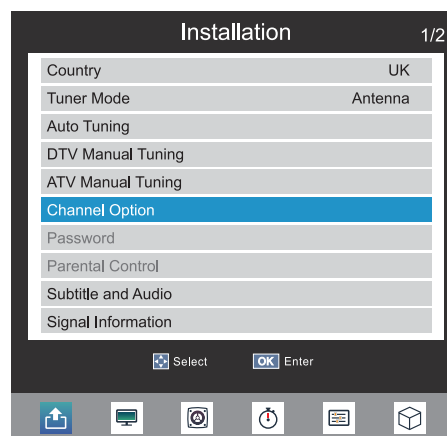 Installation 1/2
Country UK
Tuner Mode Antenna
Auto Tuning
DTV Manual Tuning
ATV Manual Tuning
Channel Option
Password
Parental Control
Subtitle and Audio
Signal Information
Select OK Enter